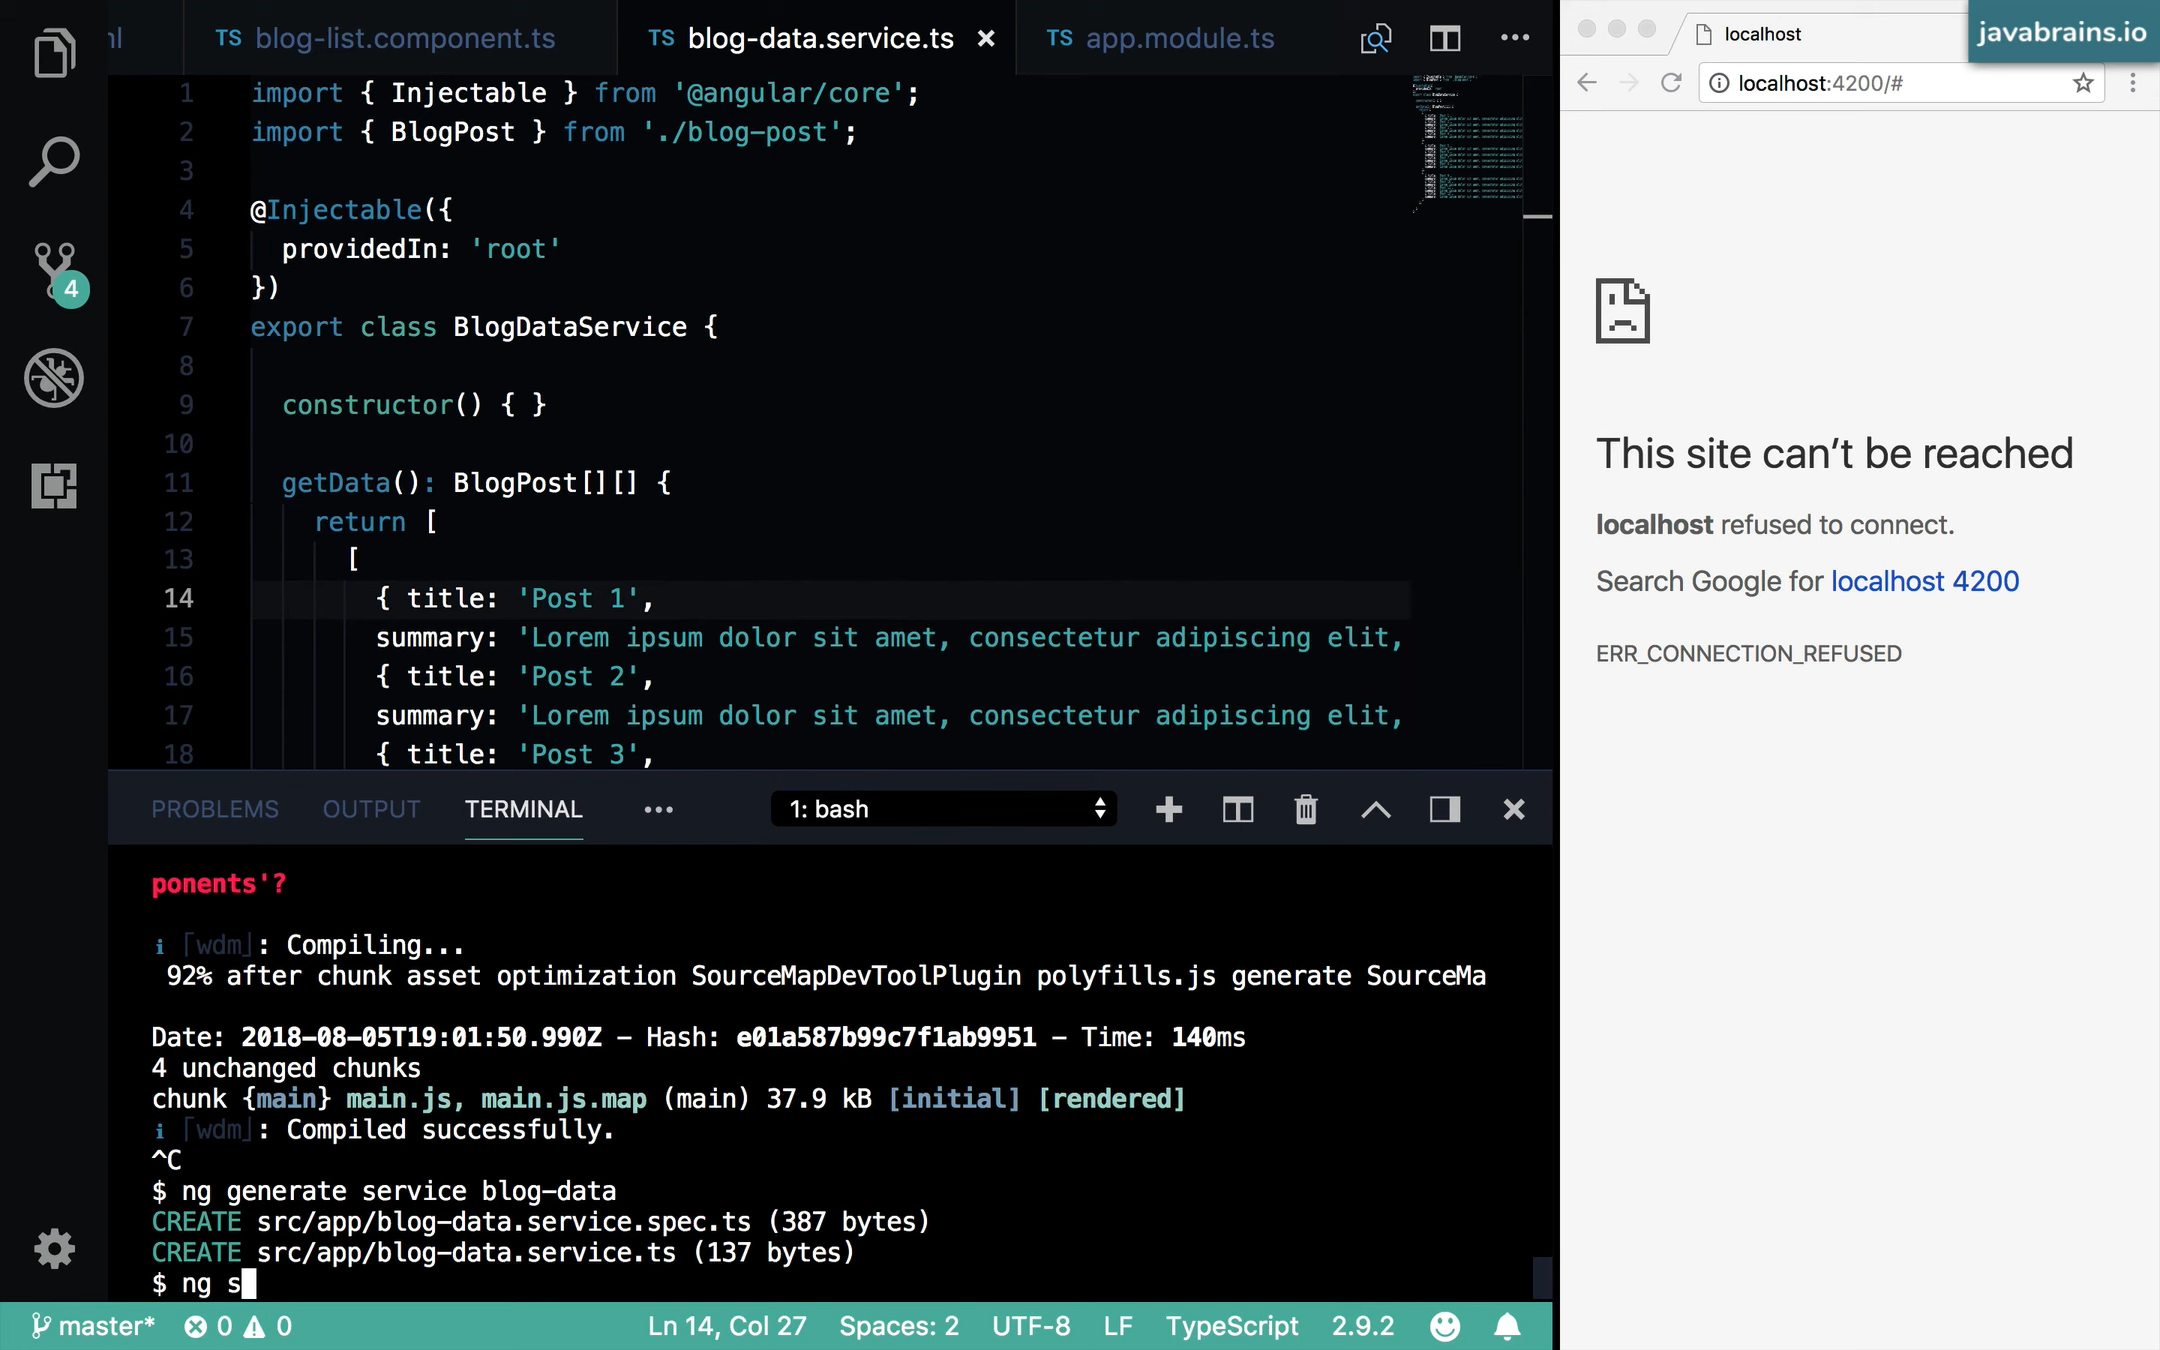 TS blog-list.component.ts
TS blog-data.service.ts
TS app.module.ts
1 import { Injectable } from '@angular/core';
2 import { BlogPost } from './blog-post';
3
4 @Injectable({
5 providedIn: 'root'
6 })
7 export class BlogDataService {
8
9 constructor() { }
10
11 getData(): BlogPost[][] {
12 return [
13 [
14 { title: 'Post 1',
15 summary: 'Lorem ipsum dolor sit amet, consectetur adipiscing elit,
16 { title: 'Post 2',
17 summary: 'Lorem ipsum dolor sit amet, consectetur adipiscing elit,
18 { title: 'Post 3',
4
PROBLEMS OUTPUT TERMINAL ••• 1: bash
ponents'?
i ｢wdm｣: Compiling...
92% after chunk asset optimization SourceMapDevToolPlugin polyfills.js generate SourceMa
Date: 2018-08-05T19:01:50.990Z - Hash: e01a587b99c7f1ab9951 - Time: 140ms
4 unchanged chunks
chunk {main} main.js, main.js.map (main) 37.9 kB [initial] [rendered]
i ｢wdm｣: Compiled successfully.
^C
$ ng generate service blog-data
CREATE src/app/blog-data.service.spec.ts (387 bytes)
CREATE src/app/blog-data.service.ts (137 bytes)
$ ng s
master* 0 0 Ln 14, Col 27 Spaces: 2 UTF-8 LF TypeScript 2.9.2
localhost
javabrains.io
localhost:4200/#
This site can’t be reached
localhost refused to connect.
Search Google for localhost 4200
ERR_CONNECTION_REFUSED